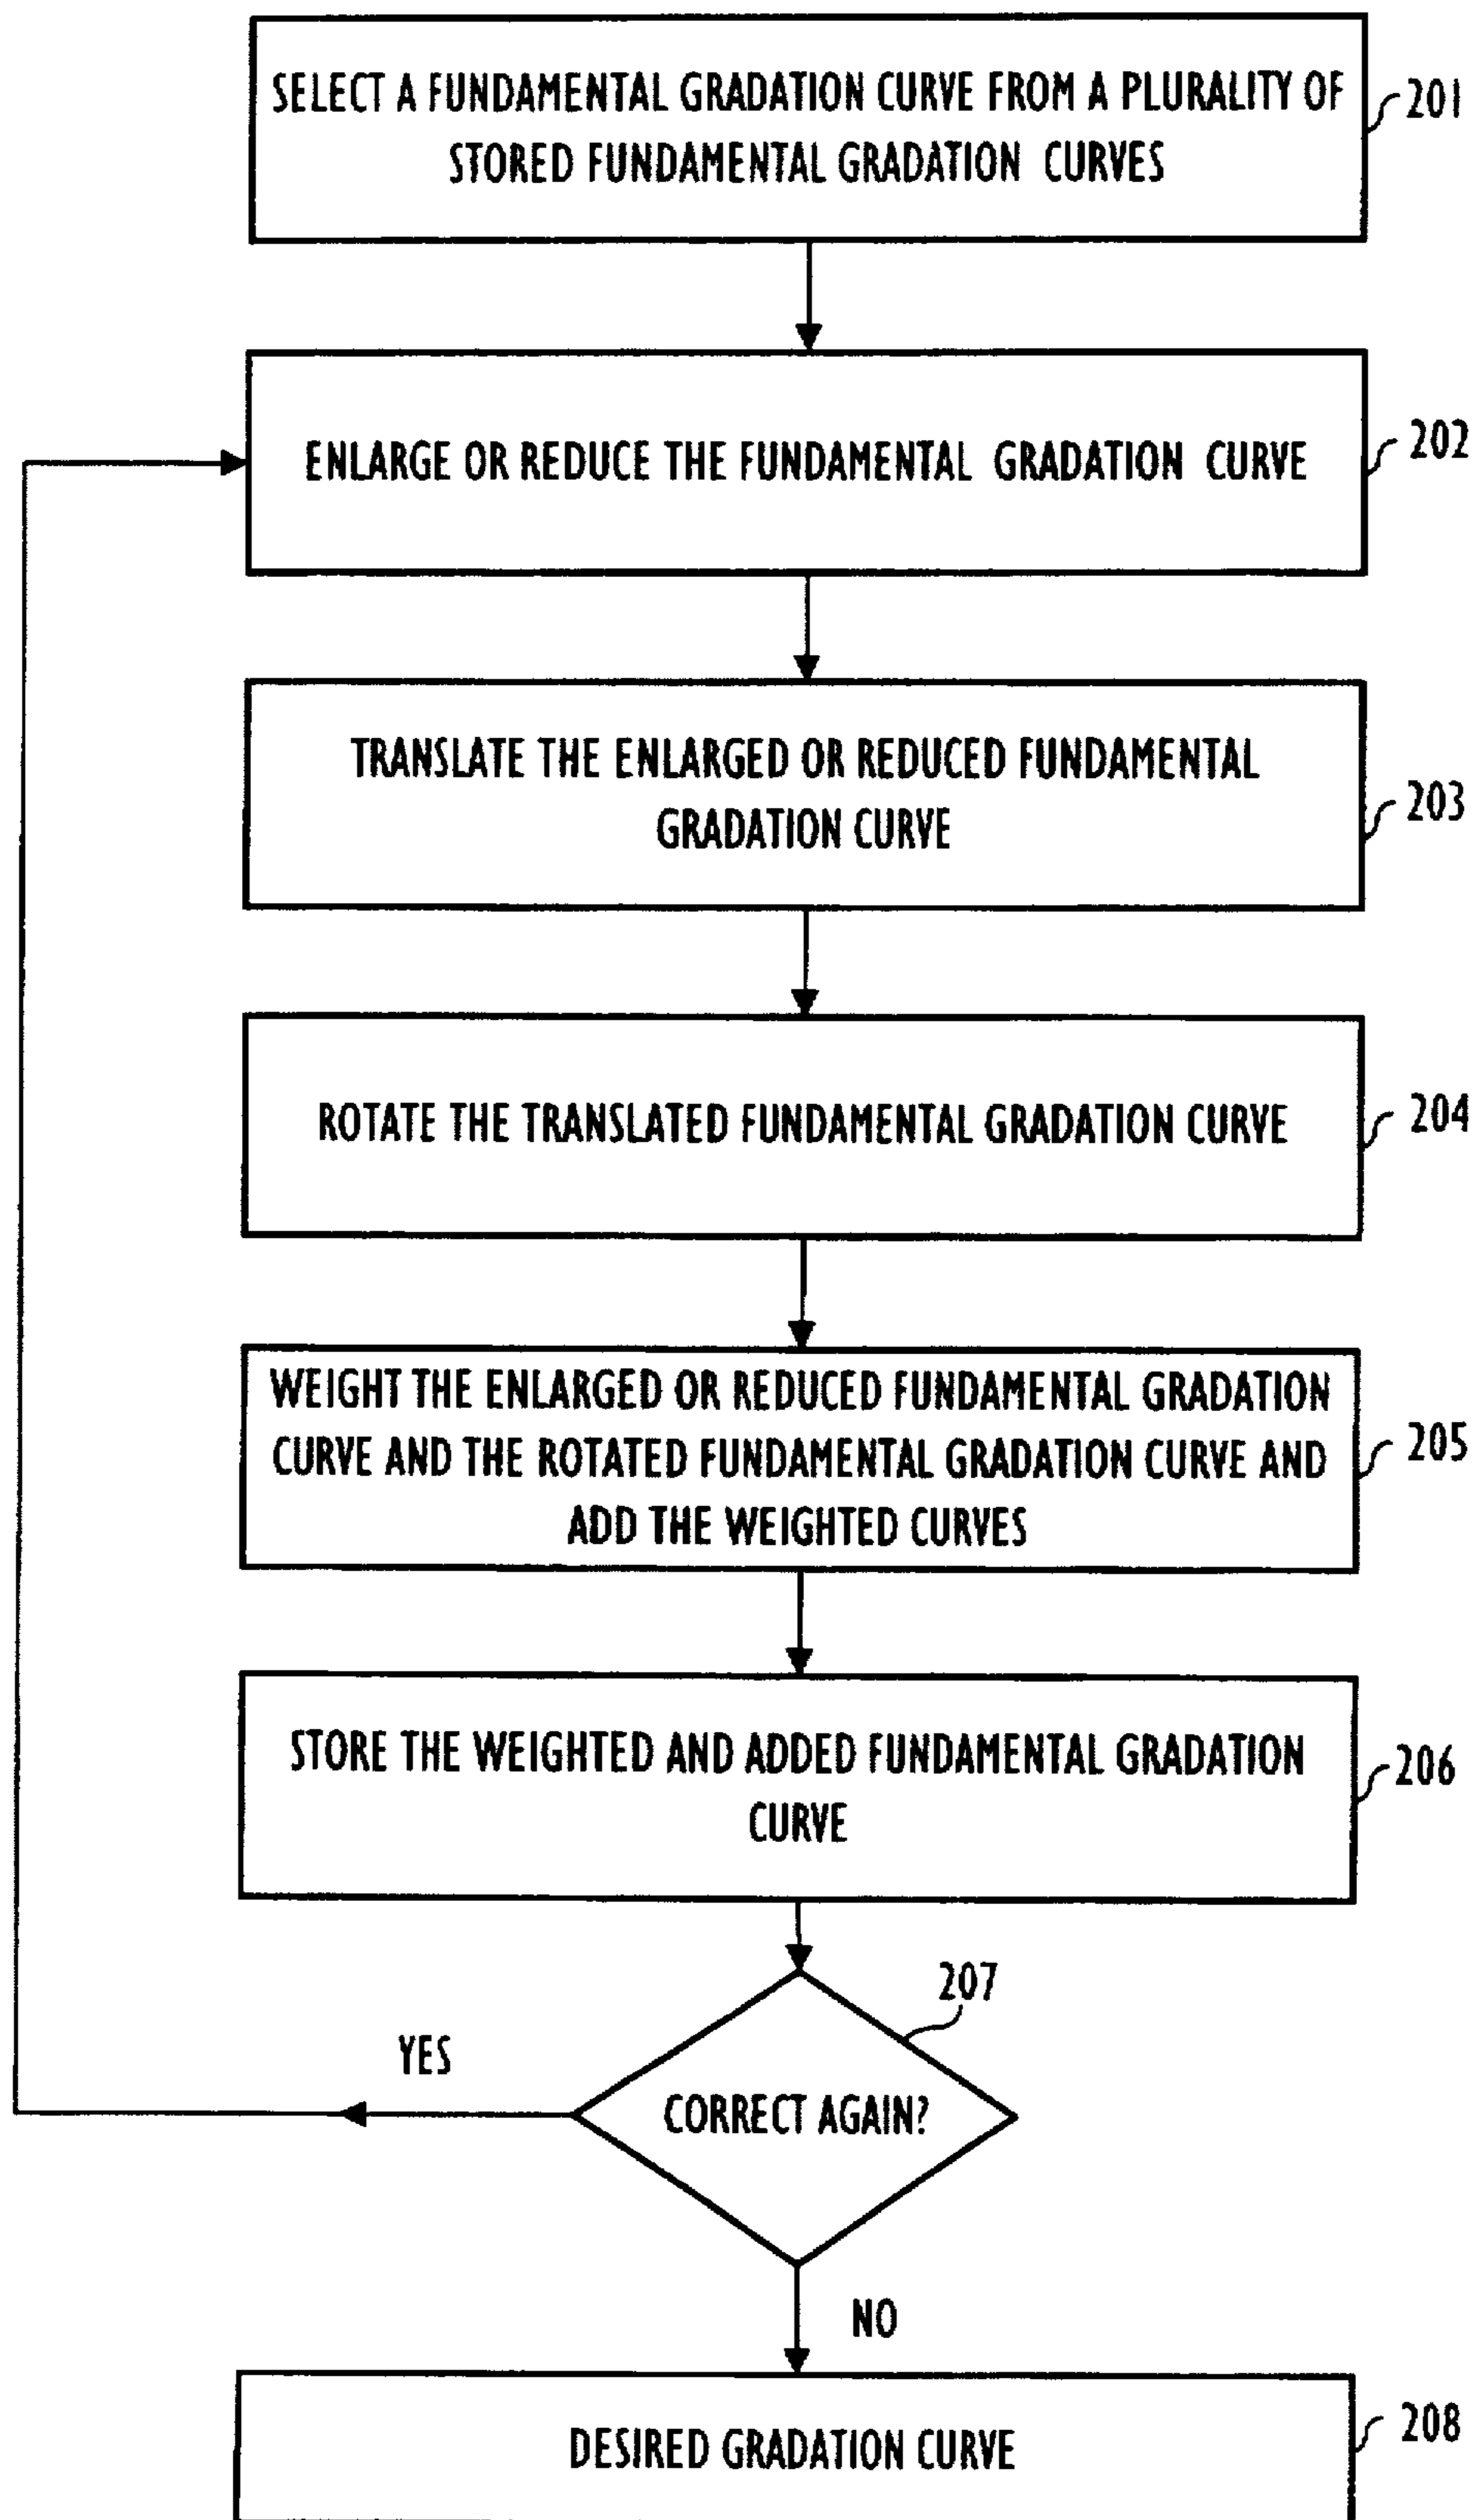 SELECT A FUNDAMENTAL GRADATION CURVE FROM A PLURALITY OF
STORED FUNDAMENTAL GRADATION CURVES
201
ENLARGE OR REDUCE THE FUNDAMENTAL GRADATION CURVE
202
TRANSLATE THE ENLARGED OR REDUCED FUNDAMENTAL
GRADATION CURVE
203
ROTATE THE TRANSLATED FUNDAMENTAL GRADATION CURVE
204
WEIGHT THE ENLARGED OR REDUCED FUNDAMENTAL GRADATION
CURVE AND THE ROTATED FUNDAMENTAL GRADATION CURVE AND
ADD THE WEIGHTED CURVES
205
STORE THE WEIGHTED AND ADDED FUNDAMENTAL GRADATION
CURVE
206
207
YES
CORRECT AGAIN?
NO
DESIRED GRADATION CURVE
208